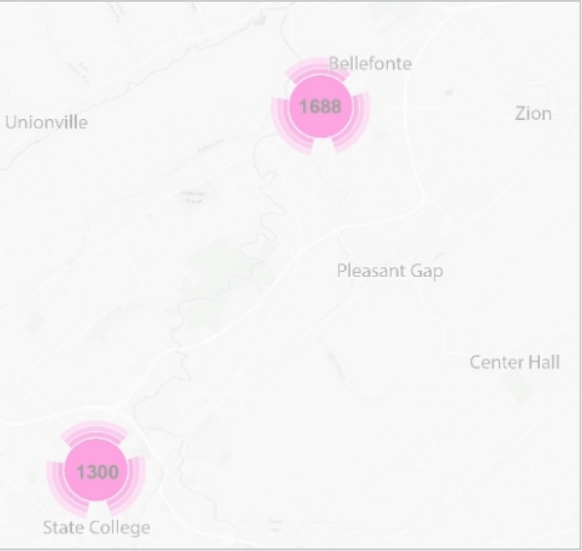 Bellefonte
1688
Unionville
Zion
Pleasant Gap
Center Hall
1300
State College